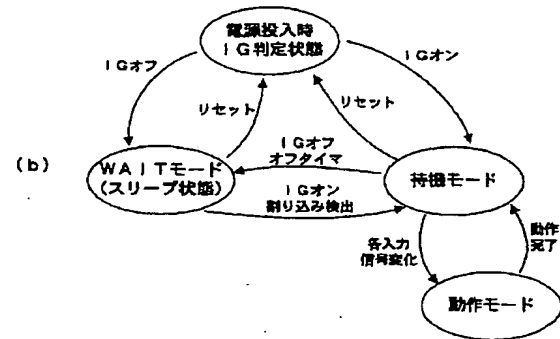 電源投入時
IG判定状態
IGオフ
IGオン
リセット
リセット
(b)
WAITモード
(スリープ状態)
IGオフ
オフタイマ
待機モード
IGオン
割り込み検出
各入力
信号変化
動作
完了
動作モード